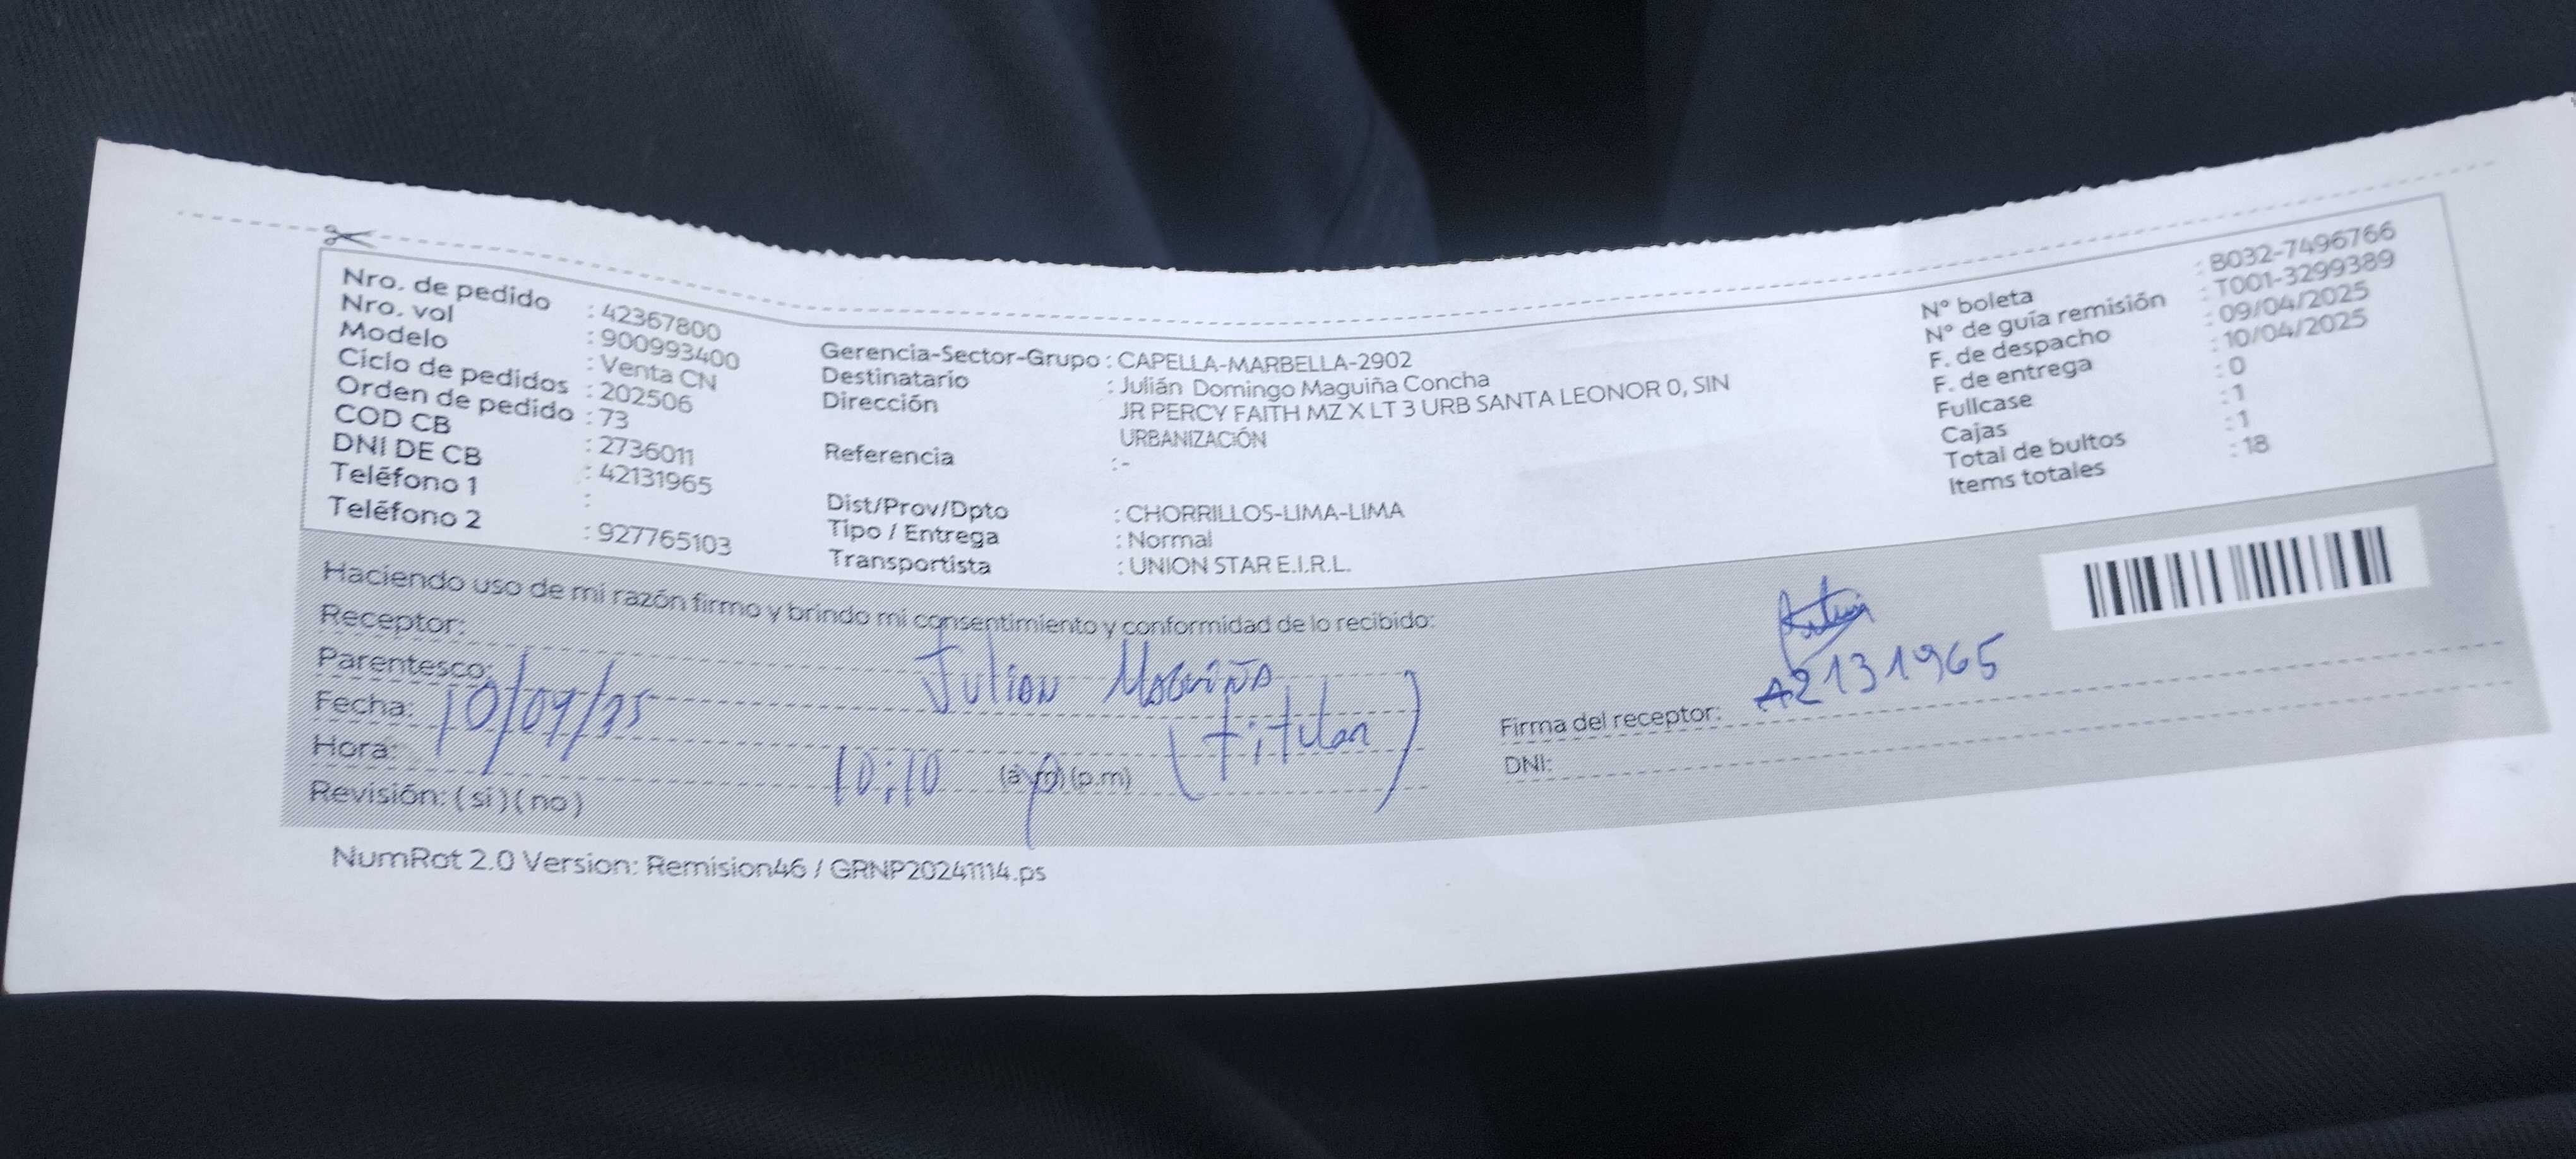 Nro. de pedido : 42367800
Nro. vol : 900993400
Modelo : Venta CN
Ciclo de pedidos : 202506
Orden de pedido : 73
COD CB : 2736011
DNI DE CB : 42131965
Teléfono 1 :
Teléfono 2 : 927765103
Gerencia-Sector-Grupo : CAPELLA-MARBELLA-2902
Destinatario : Julián Domingo Maguiña Concha
Dirección JR PERCY FAITH MZ X LT 3 URB SANTA LEONOR 0, SIN
URBANIZACIÓN
Referencia : -
Dist/Prov/Dpto : CHORRILLOS-LIMA-LIMA
Tipo / Entrega : Normal
Transportista : UNION STAR E.I.R.L.
N° boleta : B032-7496766
N° de guía remisión : T001-3299389
F. de despacho : 09/04/2025
F. de entrega : 10/04/2025
Fullcase : 0
Cajas : 1
Total de bultos : 1
Items totales : 18
Haciendo uso de mi razón firmo y brindo mi consentimiento y conformidad de lo recibido:
Receptor: Julian Maguiña
Parentesco: (titular)
Fecha: 10/04/25
Hora: 10:10 (a.m) (p.m)
Revisión: ( si ) ( no )
Firma del receptor: 42131965
DNI:
NumRot 2.0 Version: Remision46 / GRNP20241114.ps